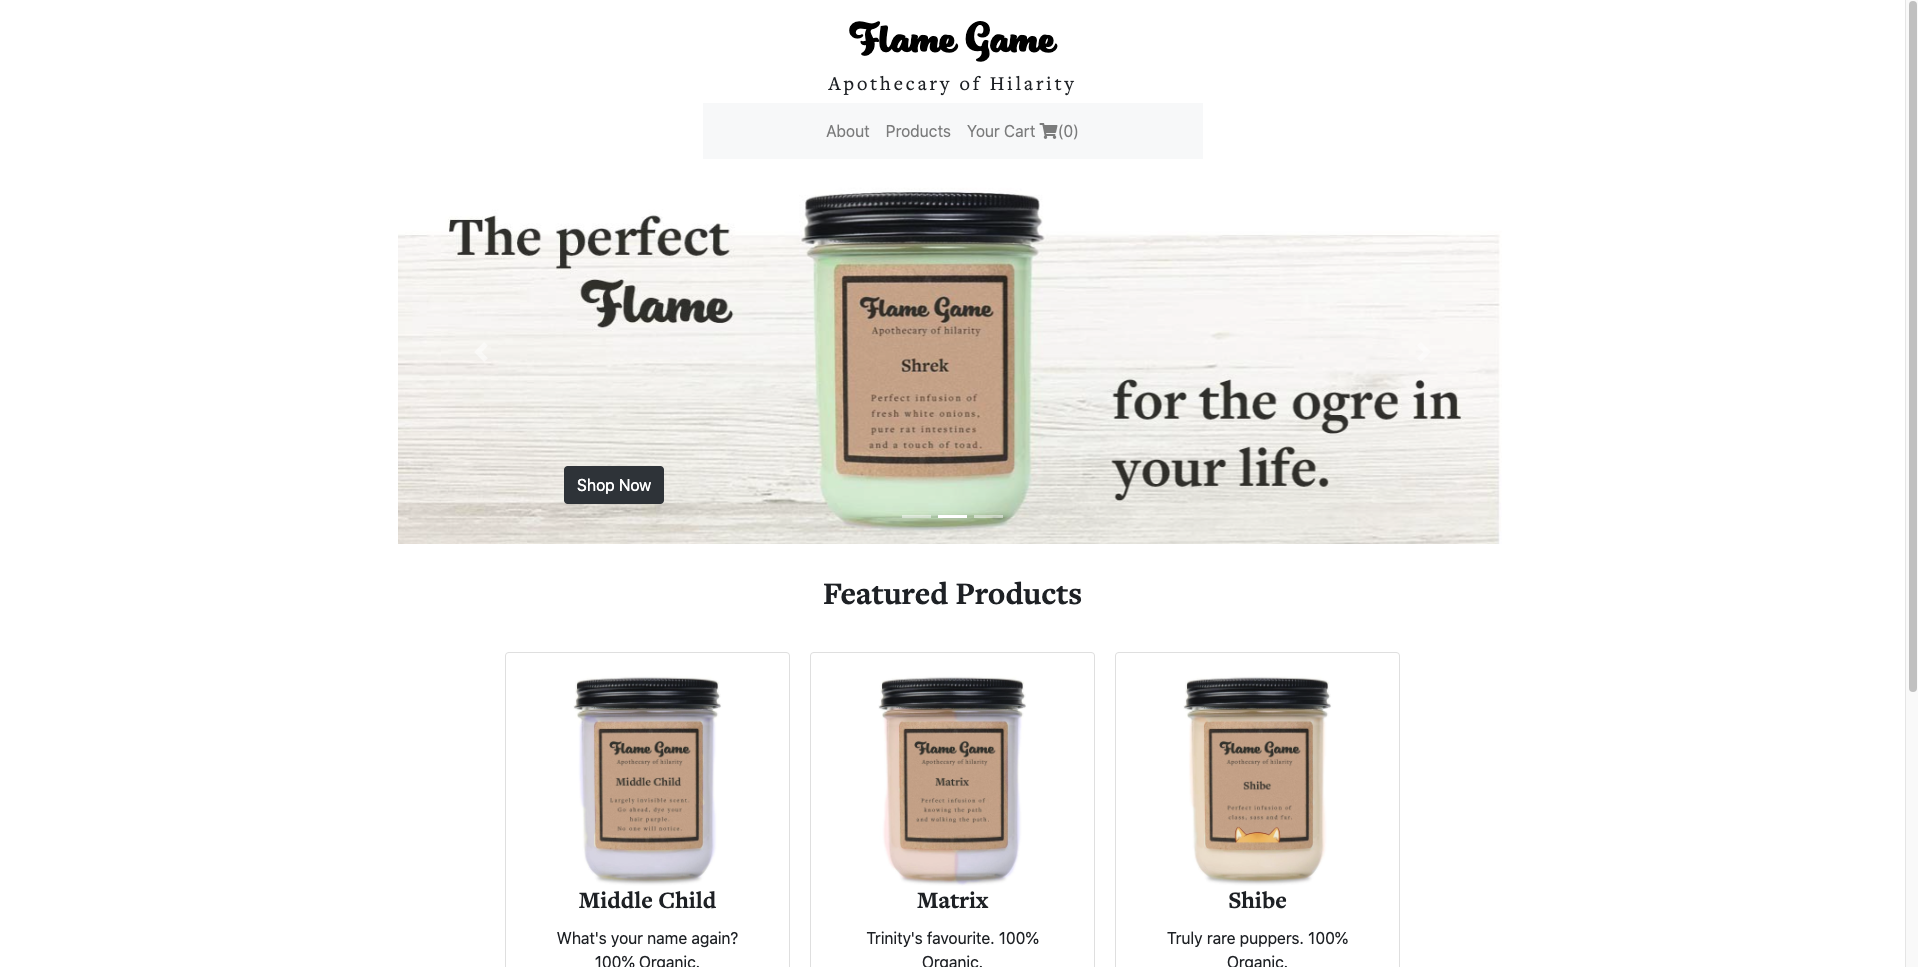 Flame Game
Apothecary of Hilarity
About Products Your Cart (0)
The perfect
Flame
for the ogre in
your life.
Shop Now
Flame Game
Apothecary of hilarity
Shrek
Perfect infusion of
fresh white onions,
pure rat intestines
and a touch of toad.
Featured Products
Flame Game
Apothecary of hilarity
Middle Child
Largely invisible scent.
Go ahead, dye your
hair purple.
No one will notice.
Middle Child
What's your name again?
100% Organic.
Flame Game
Apothecary of hilarity
Matrix
Perfect infusion of
knowing the path
and walking the path.
Matrix
Trinity's favourite. 100%
Organic.
Flame Game
Apothecary of hilarity
Shibe
Perfect infusion of
claws, sass and fur.
Shibe
Truly rare puppers. 100%
Organic.